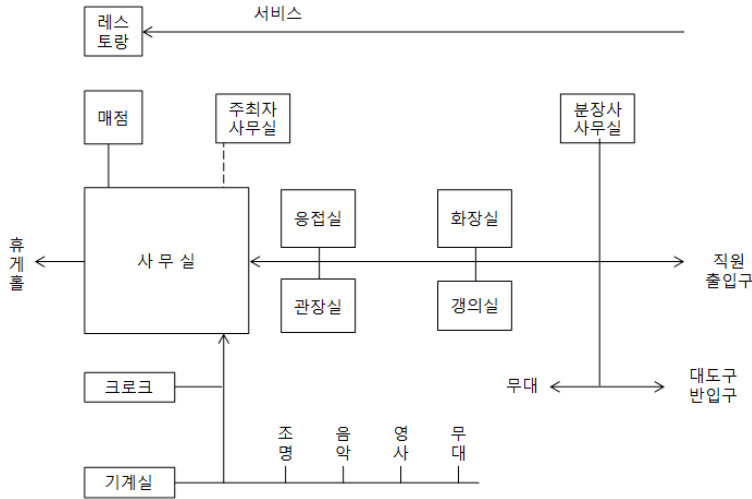 레스
토랑
서비스
매점
주최자
사무실
분장사
사무실
응접실
화장실
휴
게
홀
사 무 실
직원
출입구
관장실
갱의실
크로크
무대
대도구
반입구
조
명
음
악
영
사
무
대
기계실